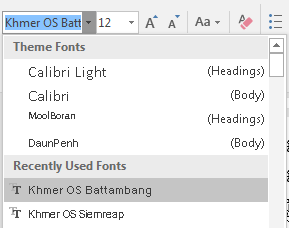 Khmer OS Batt 12 A A Aa A
Theme Fonts
Calibri Light (Headings)
Calibri (Body)
MoolBoran (Headings)
DaunPenh (Body)
Recently Used Fonts
T Khmer OS Battambang
T Khmer OS Siemreap